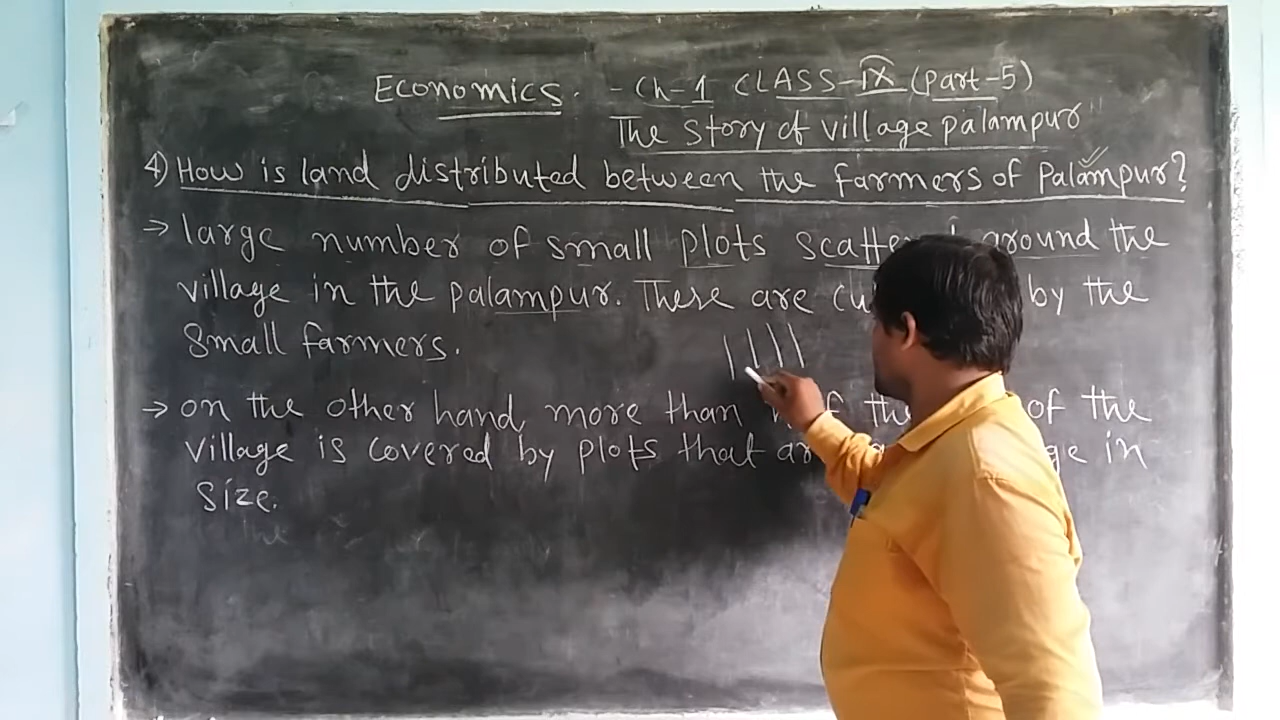 Economics. - Ch-1 CLASS-IX (Part-5)
The Story of village palampur"
4) How is land distributed between the farmers of Palampur?
→ large number of small plots around the
village in the palampur. These are by the
Small farmers.
→ on the other hand, more than of the
village is covered by plots that in
size.